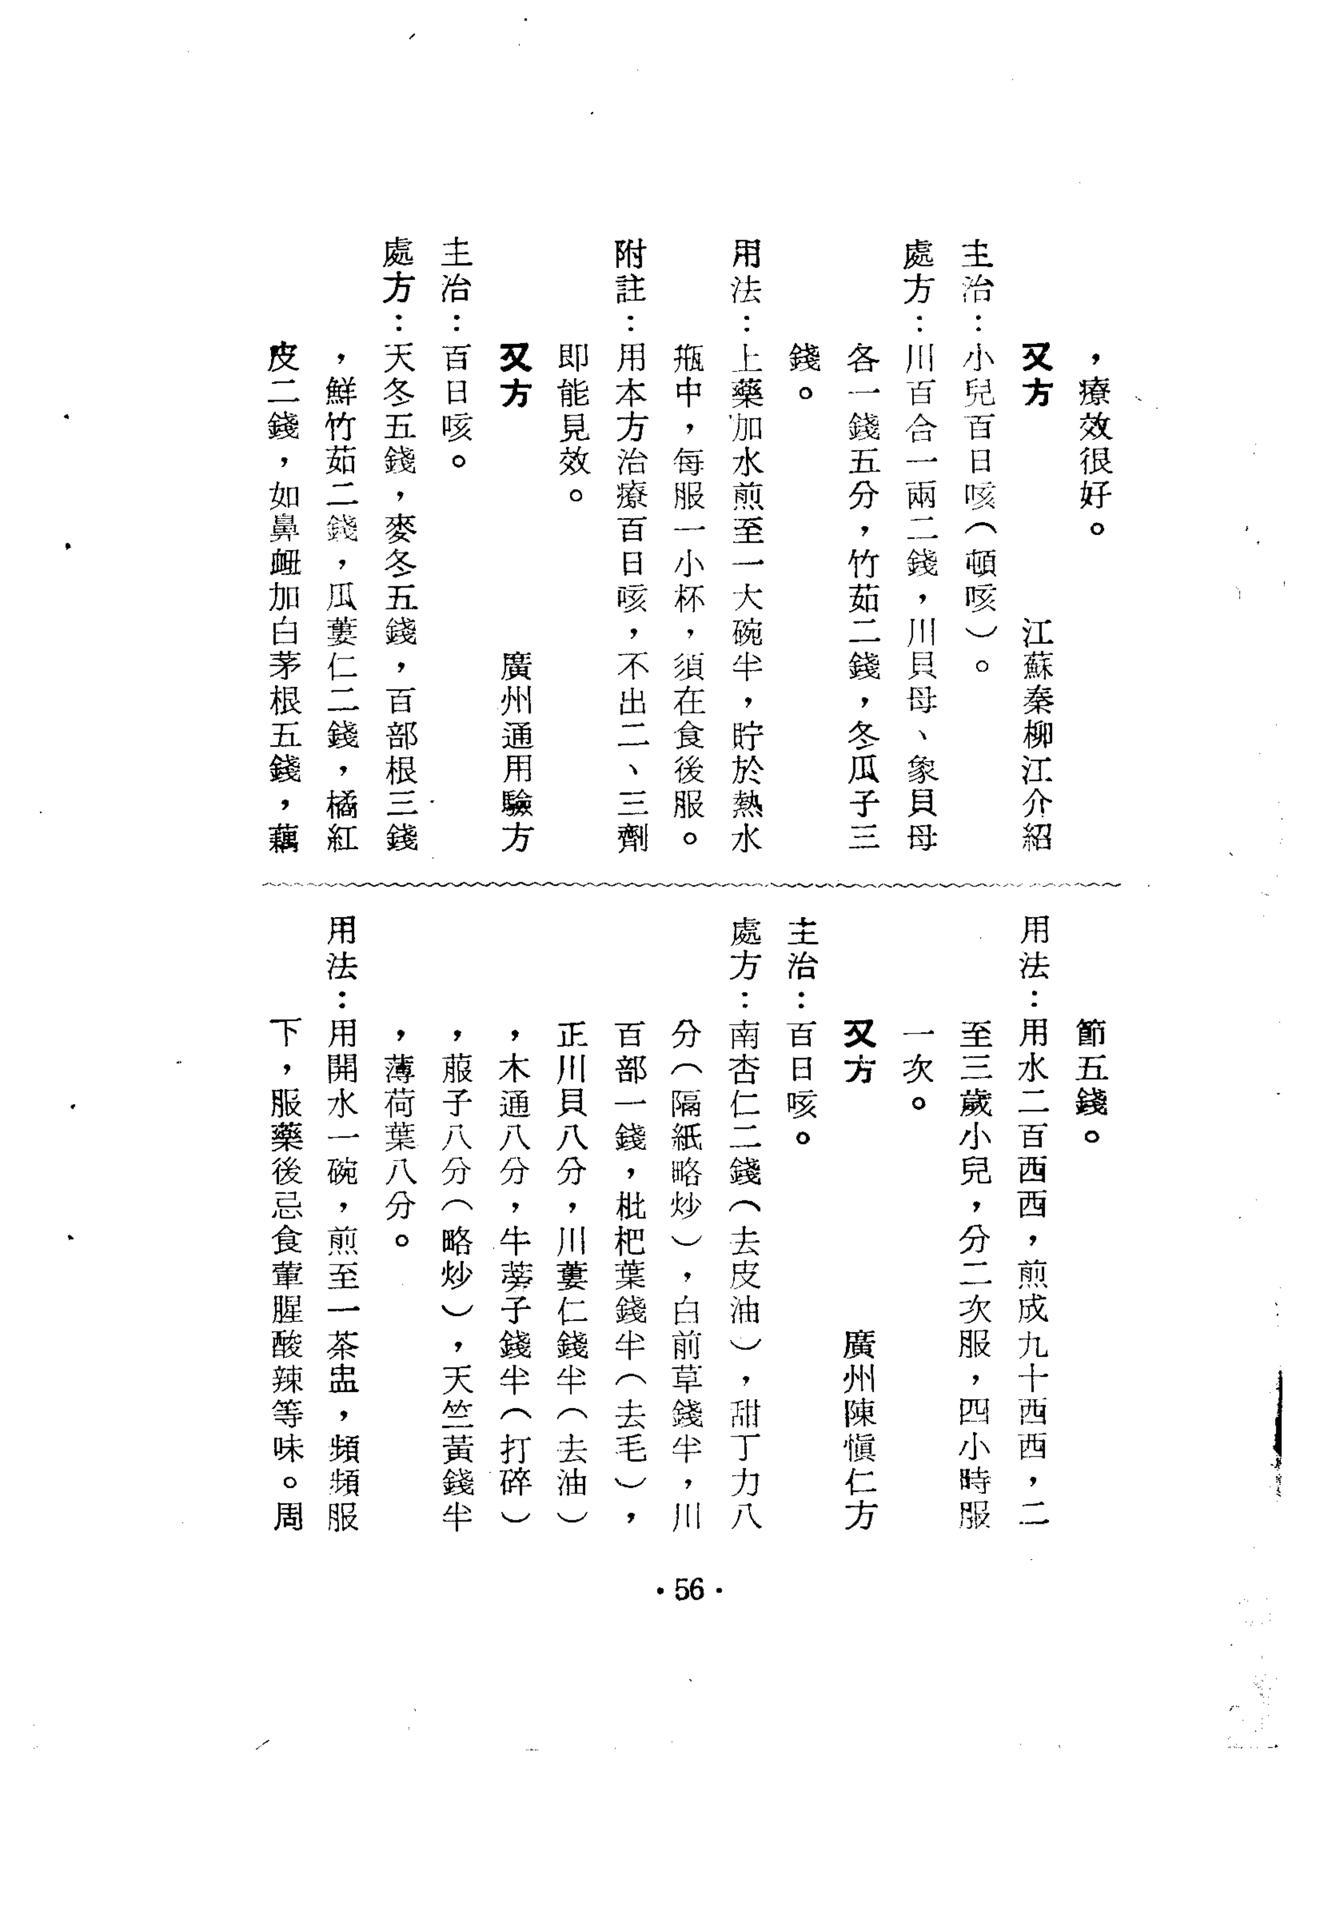 ，療效很好。
又方　江蘇秦柳江介紹
主治：小兒百日咳（頓咳）。
處方：川百合一兩二錢，川貝母、象貝母
各一錢五分，竹茹二錢，冬瓜子三
錢。
用法：上藥加水煎至一大碗半，貯於熱水
瓶中，每服一小杯，須在食後服。
附註：用本方治療百日咳，不出二、三劑
即能見效。
又方　廣州通用驗方
主治：百日咳。
處方：天冬五錢，麥冬五錢，百部根三錢
，鮮竹茹二錢，瓜蔞仁二錢，橘紅
皮二錢，如鼻衄加白茅根五錢，藕
節五錢。
用法：用水二百西西，煎成九十西西，二
至三歲小兒，分二次服，四小時服
一次。
又方　廣州陳愼仁方
主治：百日咳。
處方：南杏仁二錢（去皮油），甜丁力八
分（隔紙略炒），白前草錢半，川
百部一錢，枇杷葉錢半（去毛），
正川貝八分，川蔞仁錢半（去油）
，木通八分，牛蒡子錢半（打碎）
，菔子八分（略炒），天竺黃錢半
，薄荷葉八分。
用法：用開水一碗，煎至一茶盅，頻頻服
下，服藥後忌食葷腥酸辣等味。周
• 56 •